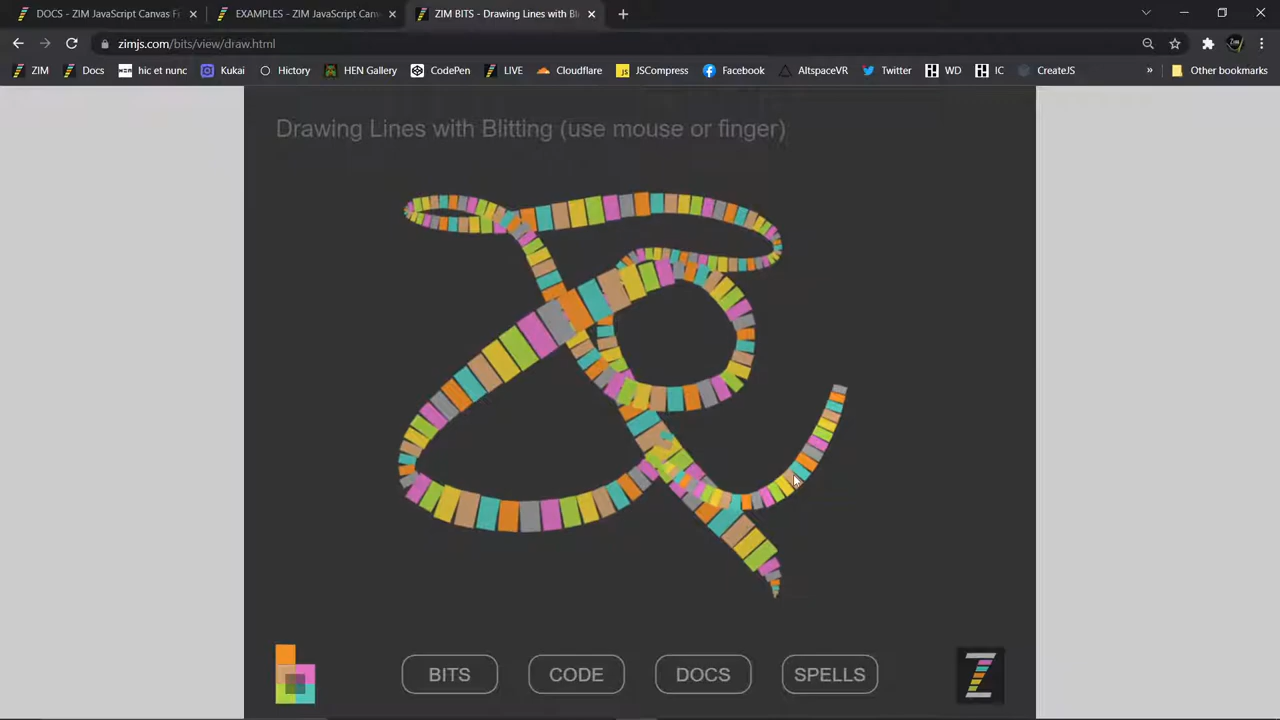 DOCS - ZIM JavaScript Canvas F
EXAMPLES - ZIM JavaScript Canv
ZIM BITS - Drawing Lines with Bli
zimjs.com/bits/view/draw.html
ZIM Docs hic et nunc Kukai Hictory HEN Gallery CodePen LIVE Cloudflare JSCompress Facebook AltspaceVR Twitter WD IC CreateJS » Other bookmarks
Drawing Lines with Blitting (use mouse or finger)
BITS CODE DOCS SPELLS